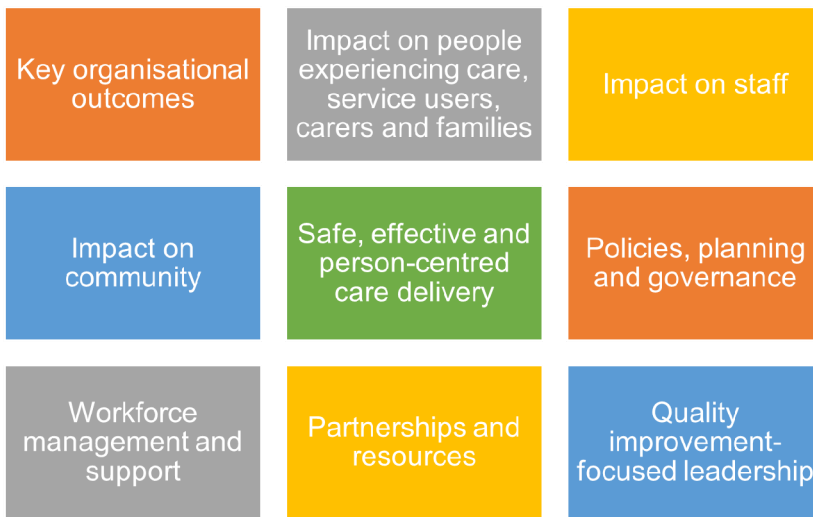 Key organisational
outcomes
Impact on people
experiencing care,
service users,
carers and families
Impact on staff
Impact on
community
Safe, effective and
person-centred
care delivery
Policies, planning
and governance
Workforce
management and
support
Partnerships and
resources
Quality
improvement-
focused leadership